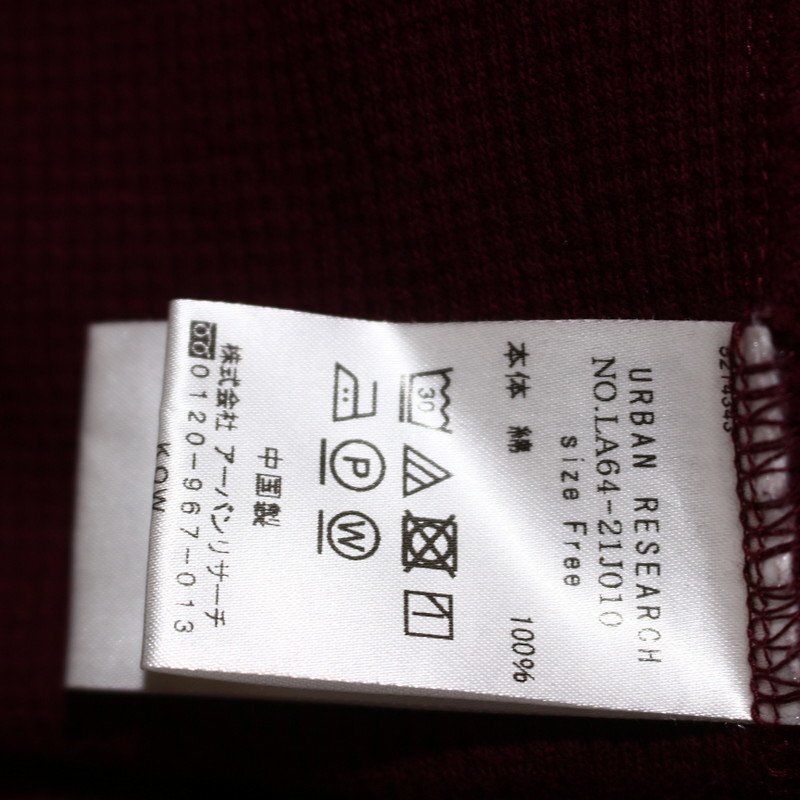 URBAN RESEARCH
NO.LA64-21J010
size Free
本体 綿 100%
30
P
W
中国製
株式会社 アーバンリサーチ
0120-967-013
KOW